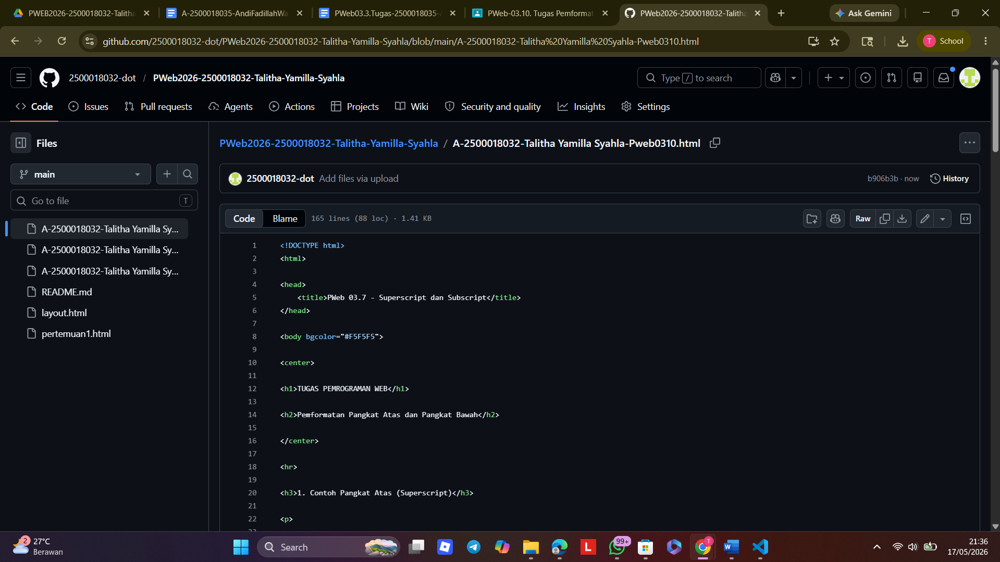 PWEB2026-2500018032-Talitha
A-2500018035-AndiFadillahWa
PWeb03.3.Tugas-2500018035-A
PWeb-03.10. Tugas Pemformat
PWeb2026-2500018032-Talitha
Ask Gemini
github.com/2500018032-dot/PWeb2026-2500018032-Talitha-Yamilla-Syahla/blob/main/A-2500018032-Talitha%20Yamilla%20Syahla-Pweb0310.html
T School
2500018032-dot / PWeb2026-2500018032-Talitha-Yamilla-Syahla
Type / to search
Code Issues Pull requests Agents Actions Projects Wiki Security and quality Insights Settings
Files
main
Go to file T
A-2500018032-Talitha Yamilla Sy...
A-2500018032-Talitha Yamilla Sy...
A-2500018032-Talitha Yamilla Sy...
README.md
layout.html
pertemuan1.html
PWeb2026-2500018032-Talitha-Yamilla-Syahla / A-2500018032-Talitha Yamilla Syahla-Pweb0310.html
2500018032-dot Add files via upload b906b3b · now History
Code Blame 165 lines (88 loc) · 1.41 KB Raw
1 <!DOCTYPE html>
2 <html>
3
4 <head>
5 <title>PWeb 03.7 - Superscript dan Subscript</title>
6 </head>
7
8 <body bgcolor="#F5F5F5">
9
10 <center>
11
12 <h1>TUGAS PEMROGRAMAN WEB</h1>
13
14 <h2>Pemformatan Pangkat Atas dan Pangkat Bawah</h2>
15
16 </center>
17
18 <hr>
19
20 <h3>1. Contoh Pangkat Atas (Superscript)</h3>
21
22 <p>
2 27°C
Berawan
Search
L
99+
T
W
21:36
17/05/2026